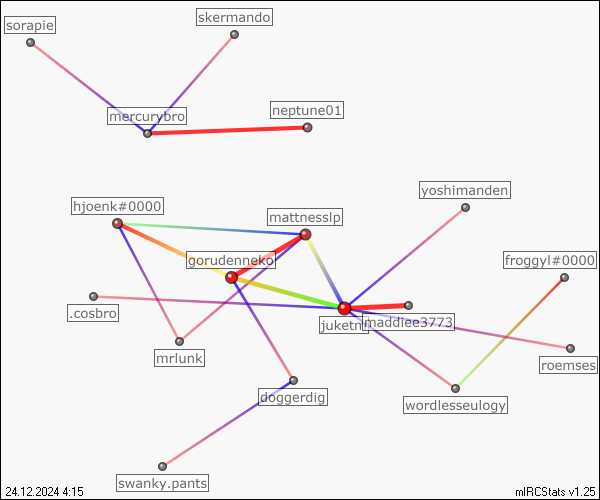 skermando
sorapie
neptune01
mercurybro
yoshimanden
hjoenk#0000
mattnesslp
gorudenneko
froggyl#0000
.cosbro
maddiee3773
mrlunk
roemses
doggerdig
wordlesseulogy
swanky.pants
24.12.2024 4:15
mIRCStats v1.25